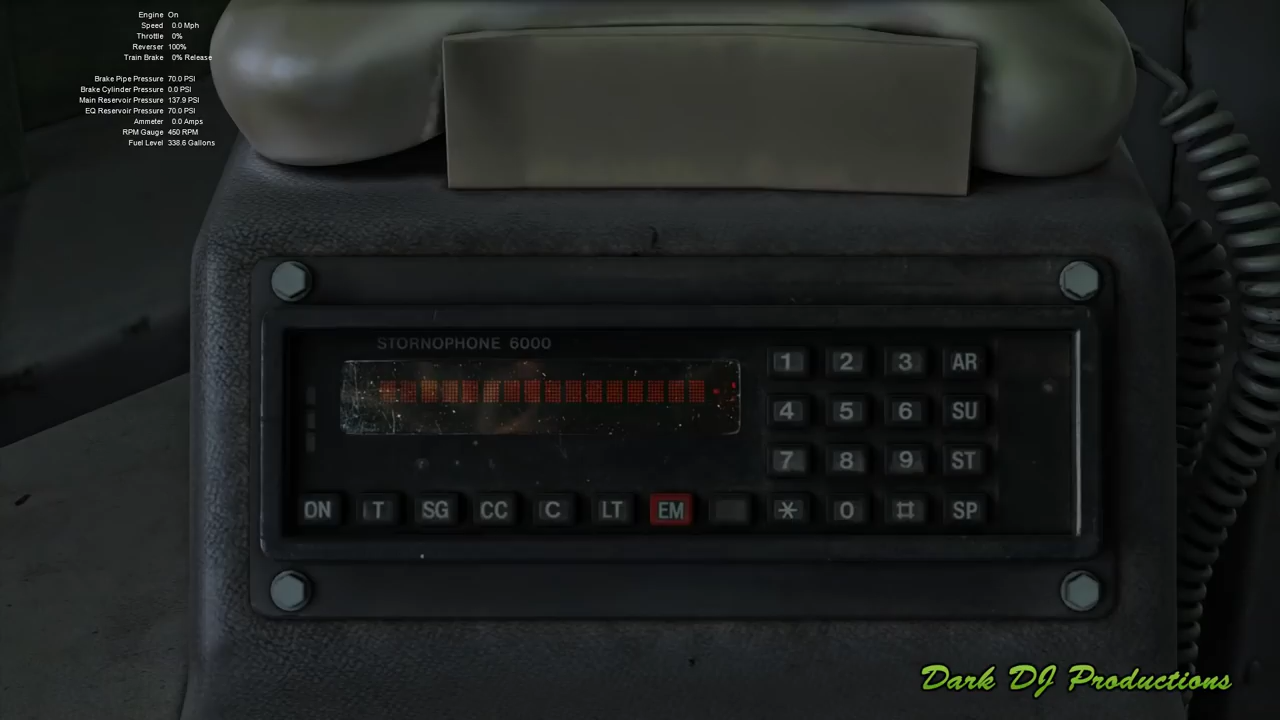 Engine On
Speed 0.0 Mph
Throttle 0%
Reverser 100%
Train Brake 0% Release
Brake Pipe Pressure 70.0 PSI
Brake Cylinder Pressure 0.0 PSI
Main Reservoir Pressure 137.9 PSI
EQ Reservoir Pressure 70.0 PSI
Ammeter 0.0 Amps
RPM Gauge 450 RPM
Fuel Level 338.6 Gallons
STORNOPHONE 6000
1 2 3 AR
4 5 6 SU
7 8 9 ST
ON T SG CC C LT EM * 0 # SP
Dark DJ Productions